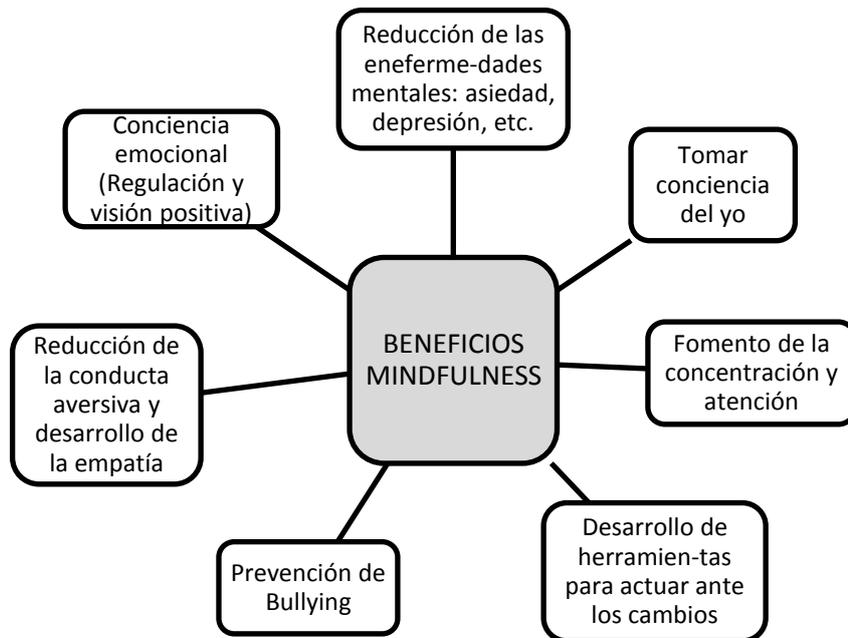 Reducción de las
eneferme-dades
mentales: asiedad,
depresión, etc.
Conciencia
emocional
(Regulación y
visión positiva)
Tomar
conciencia
del yo
BENEFICIOS
MINDFULNESS
Reducción de
la conducta
aversiva y
desarrollo de
la empatía
Fomento de la
concentración y
atención
Prevención de
Bullying
Desarrollo de
herramien-tas
para actuar ante
los cambios